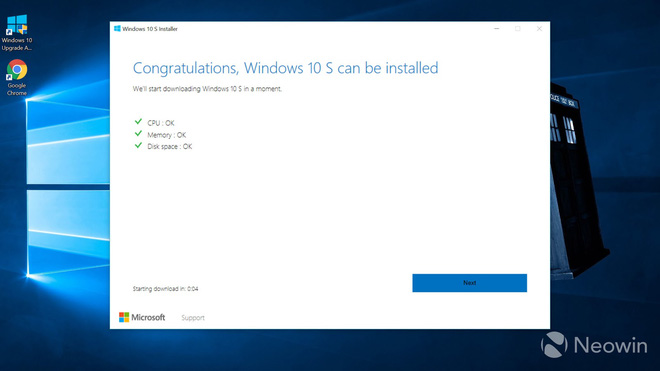 Windows 10
Upgrade A...
Google
Chrome
Windows 10 S Installer
Congratulations, Windows 10 S can be installed
We'll start downloading Windows 10 S in a moment.
CPU : OK
Memory : OK
Disk space : OK
Starting download in: 0:04
Next
Microsoft
Support
POLICE BOX
Neowin